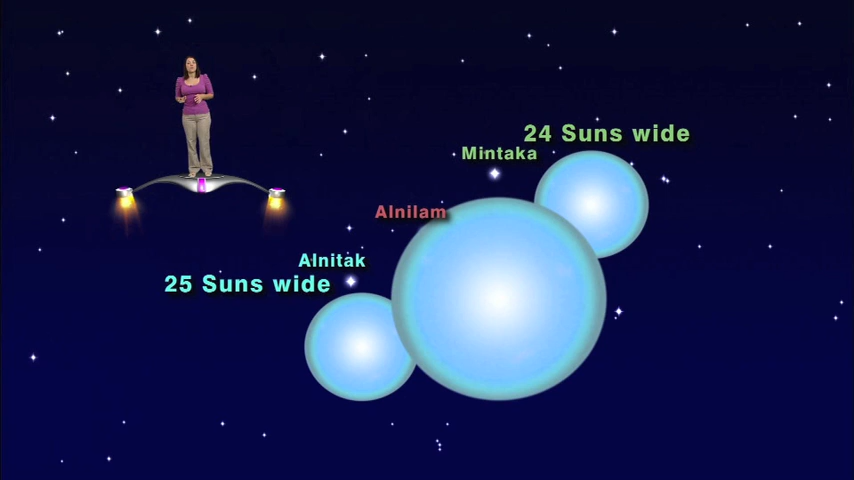 24 Suns wide
Mintaka
Alnilam
Alnitak
25 Suns wide